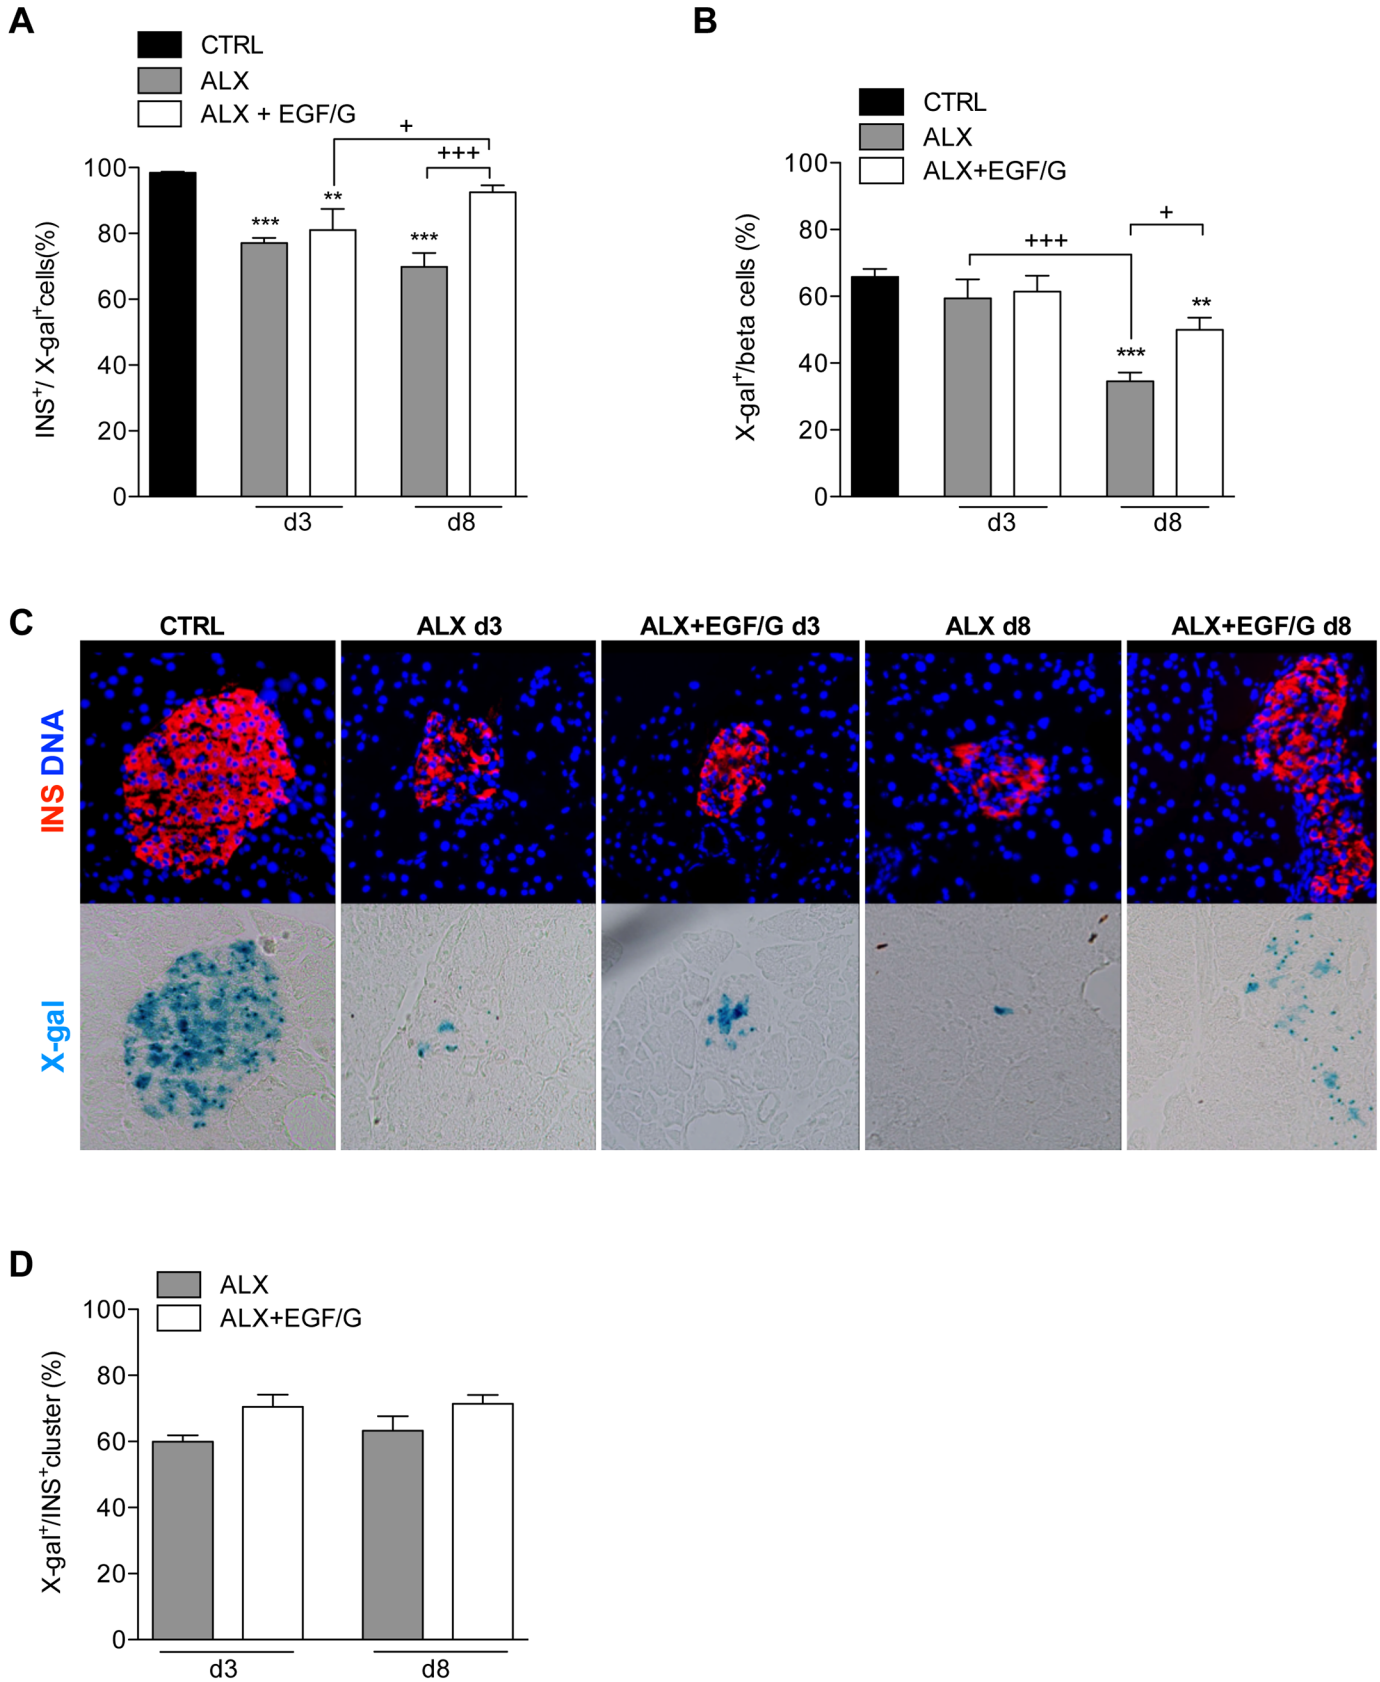 A
CTRL
ALX
ALX + EGF/G
+
+++
**
***
***
100
80
60
40
20
0
INS+/ X-gal+cells(%)
d3
d8
B
CTRL
ALX
ALX+EGF/G
+
+++
**
***
100
80
60
40
20
0
X-gal+/beta cells (%)
d3
d8
C
CTRL
ALX d3
ALX+EGF/G d3
ALX d8
ALX+EGF/G d8
INS DNA
X-gal
D
ALX
ALX+EGF/G
100
80
60
40
20
0
X-gal+/INS+cluster (%)
d3
d8